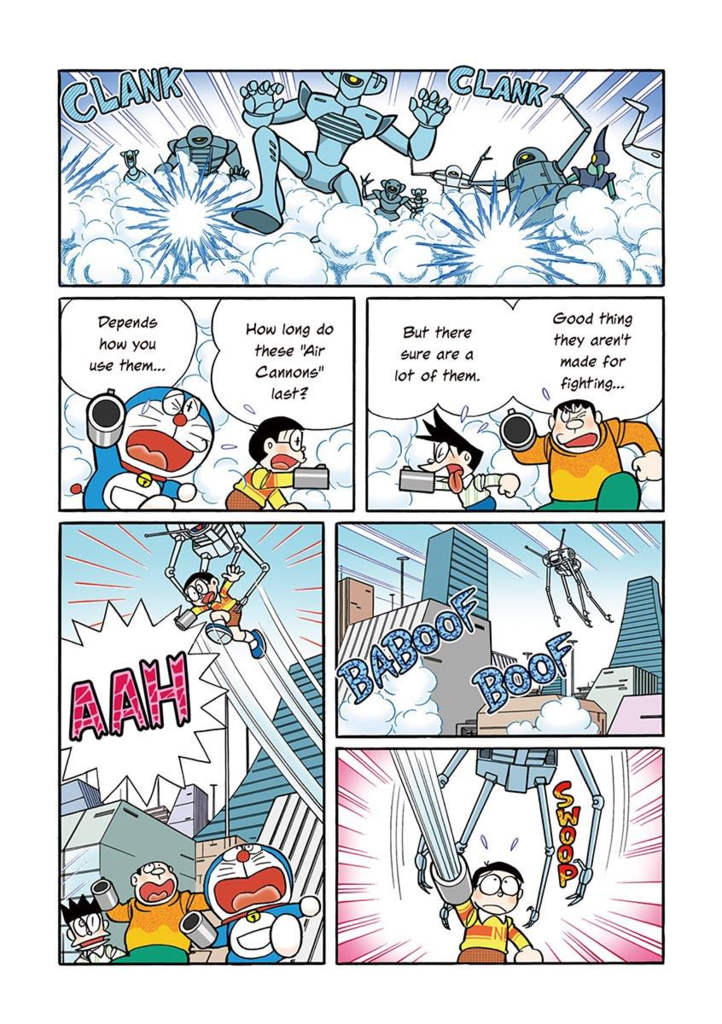 CLANK
CLANK
Good thing
they aren't
made for
fighting...
But there
sure are a
lot of them.
How long do
these "Air
Cannons"
last?
Depends
how you
use them...
BABOOF
BOOF
SWOOP
N
AAH